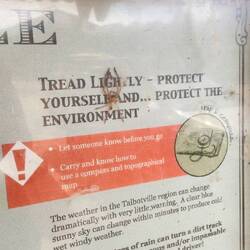 TREAD LIGHTLY – PROTECT
YOURSELF AND... PROTECT THE
ENVIRONMENT
• Let someone know before you go
• Carry and know how to
use a compass and topographical
map
The weather in the Talbotville region can change
dramatically with very little warning. A clear blue
sunny sky can change within minutes to produce cold
wet windy weather.
of rain can turn a dirt track
and/or impassable